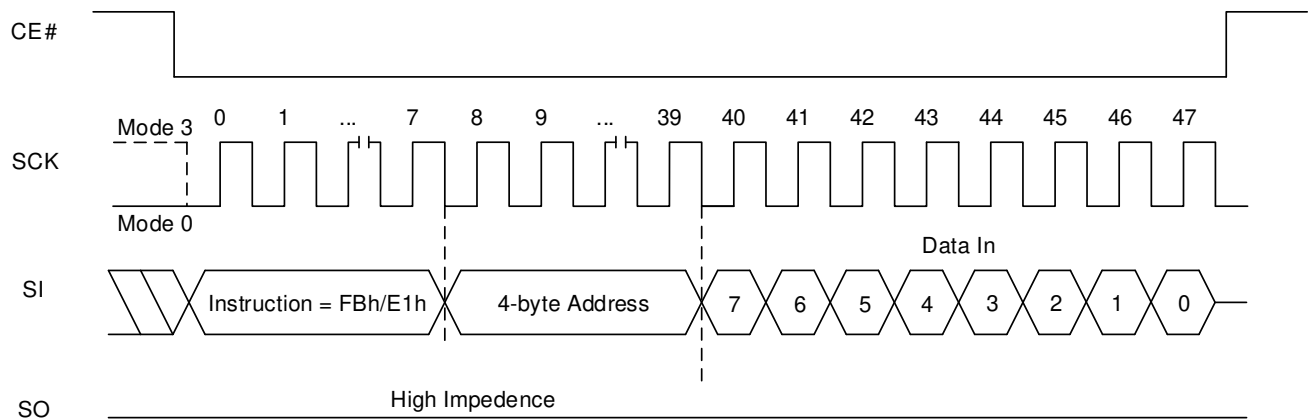 CE#
0 1 ... 7 8 9 ... 39 40 41 42 43 44 45 46 47
Mode 3
SCK
Mode 0
Data In
SI
Instruction = FBh/E1h 4-byte Address 7 6 5 4 3 2 1 0
High Impedence
SO